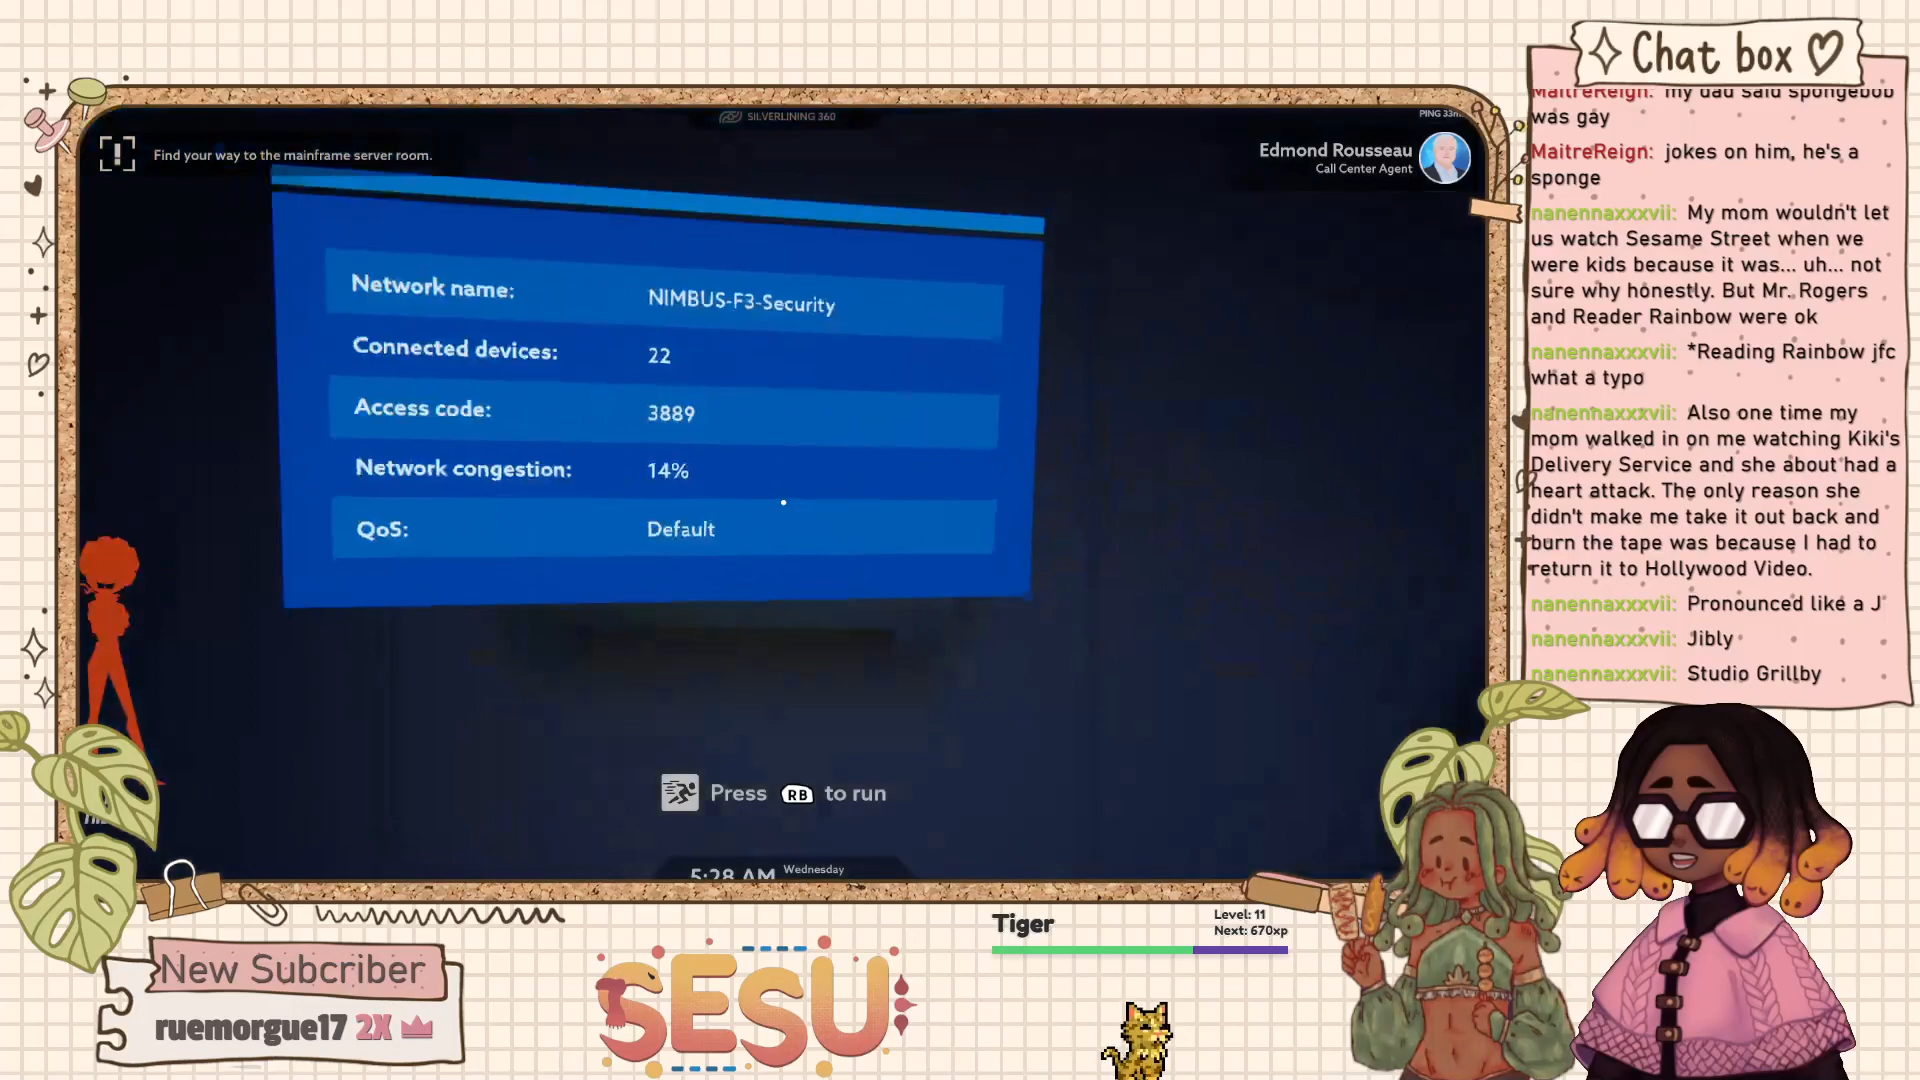 SILVERLINING 360
PING 33m
Find your way to the mainframe server room.
Edmond Rousseau
Call Center Agent
Network name: NIMBUS-F3-Security
Connected devices: 22
Access code: 3889
Network congestion: 14%
QoS: Default
Press RB to run
5:28 AM Wednesday
Chat box
MaitreReign: my dad said spongebob
was gay
MaitreReign: jokes on him, he's a
sponge
nanennaxxxvii: My mom wouldn't let
us watch Sesame Street when we
were kids because it was... uh... not
sure why honestly. But Mr. Rogers
and Reader Rainbow were ok
nanennaxxxvii: *Reading Rainbow jfc
what a typo
nanennaxxxvii: Also one time my
mom walked in on me watching Kiki's
Delivery Service and she about had a
heart attack. The only reason she
didn't make me take it out back and
burn the tape was because I had to
return it to Hollywood Video.
nanennaxxxvii: Pronounced like a J
nanennaxxxvii: Jibly
nanennaxxxvii: Studio Grillby
New Subcriber
ruemorgue17 2X
SESU
Tiger
Level: 11
Next: 670xp